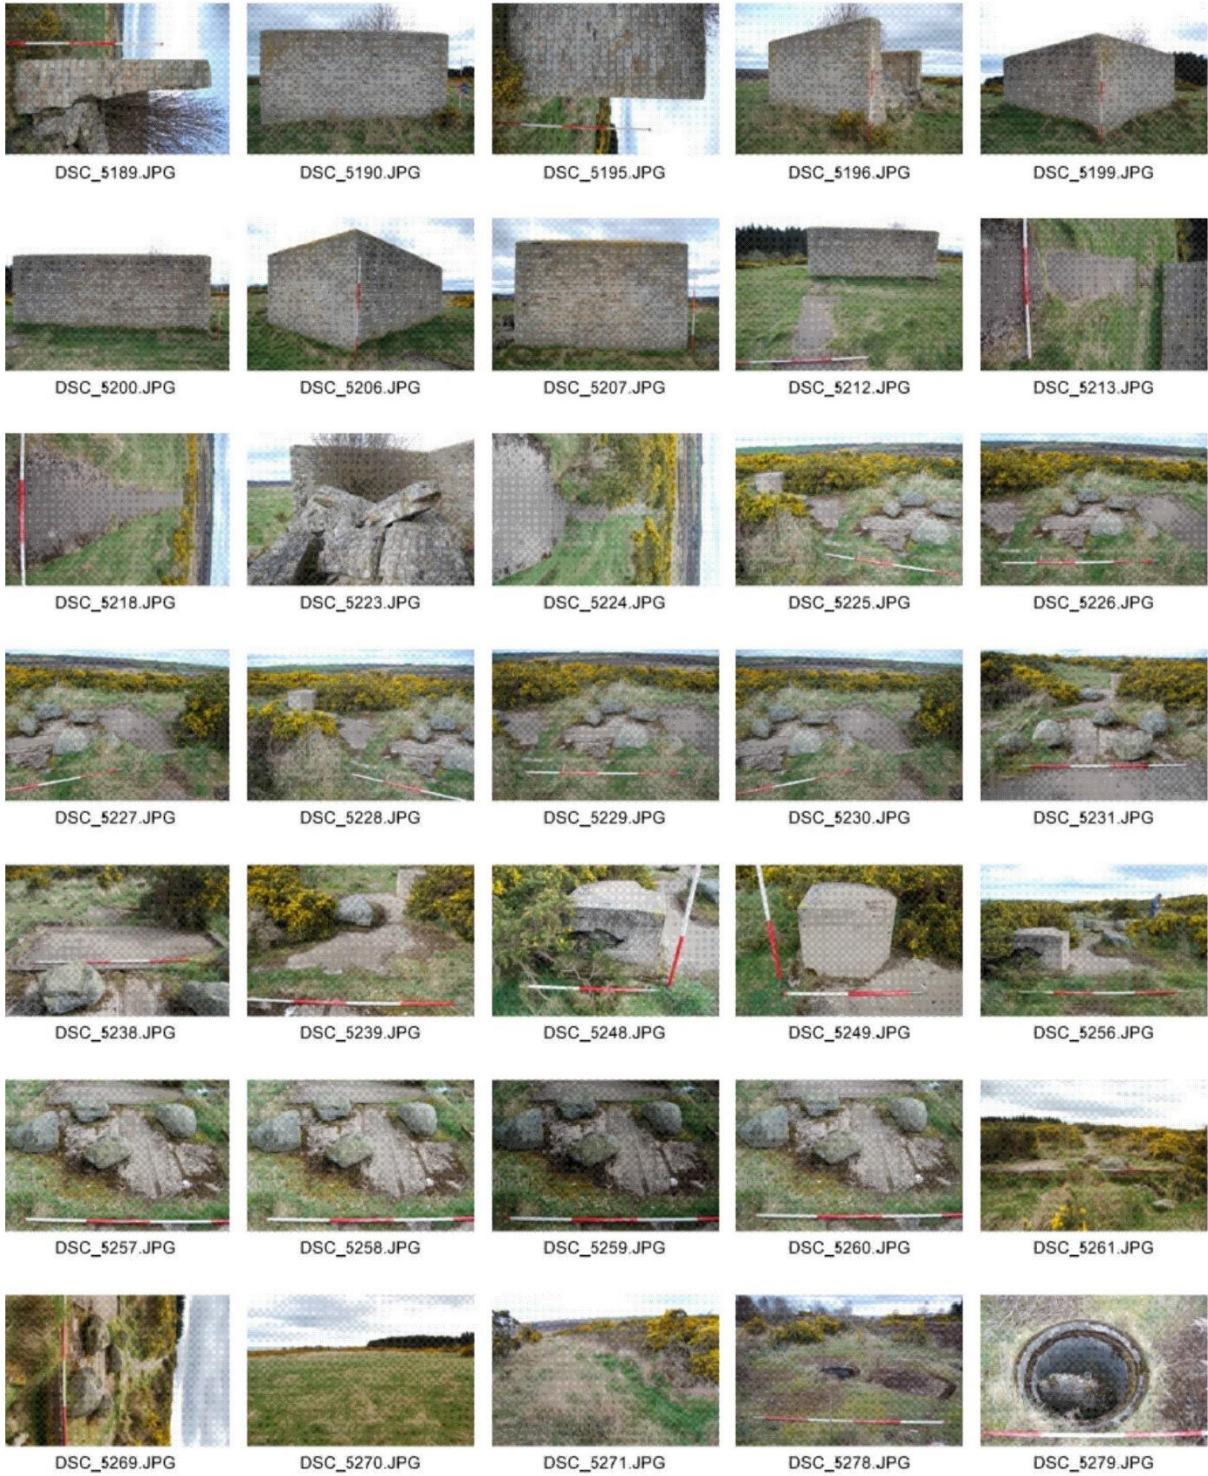 DSC_5189.JPG DSC_5190.JPG DSC_5195.JPG DSC_5196.JPG DSC_5199.JPG
DSC_5200.JPG DSC_5206.JPG DSC_5207.JPG DSC_5212.JPG DSC_5213.JPG
DSC_5218.JPG DSC_5223.JPG DSC_5224.JPG DSC_5225.JPG DSC_5226.JPG
DSC_5227.JPG DSC_5228.JPG DSC_5229.JPG DSC_5230.JPG DSC_5231.JPG
DSC_5238.JPG DSC_5239.JPG DSC_5248.JPG DSC_5249.JPG DSC_5256.JPG
DSC_5257.JPG DSC_5258.JPG DSC_5259.JPG DSC_5260.JPG DSC_5261.JPG
DSC_5269.JPG DSC_5270.JPG DSC_5271.JPG DSC_5278.JPG DSC_5279.JPG